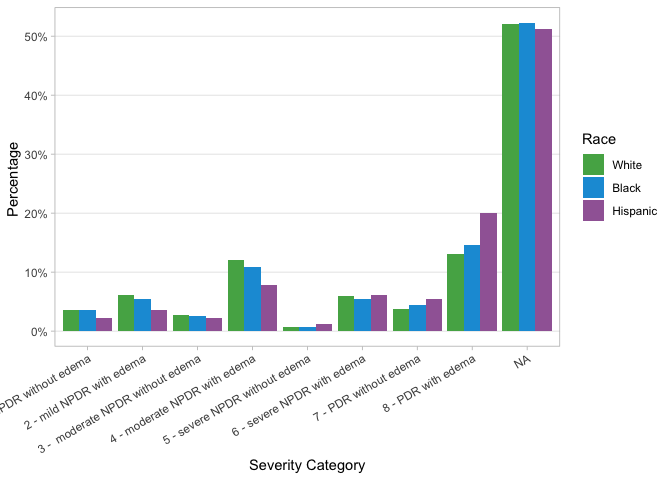 50%
40%
30%
20%
10%
0%
Percentage
PDR without edema
2 - mild NPDR with edema
3 - moderate NPDR without edema
4 - moderate NPDR with edema
5 - severe NPDR without edema
6 - severe NPDR with edema
7 - PDR without edema
8 - PDR with edema
NA
Severity Category
Race
White
Black
Hispanic